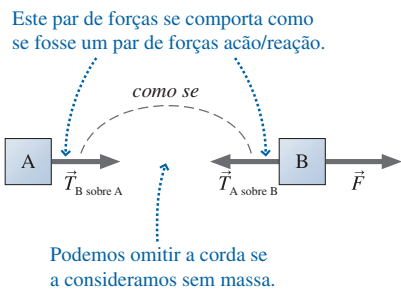 Este par de forças se comporta como
se fosse um par de forças acão/reação.
como se
A
B
T⃗ B sobre A
T⃗ A sobre B
F⃗
Podemos omitir a corda se
a consideramos sem massa.